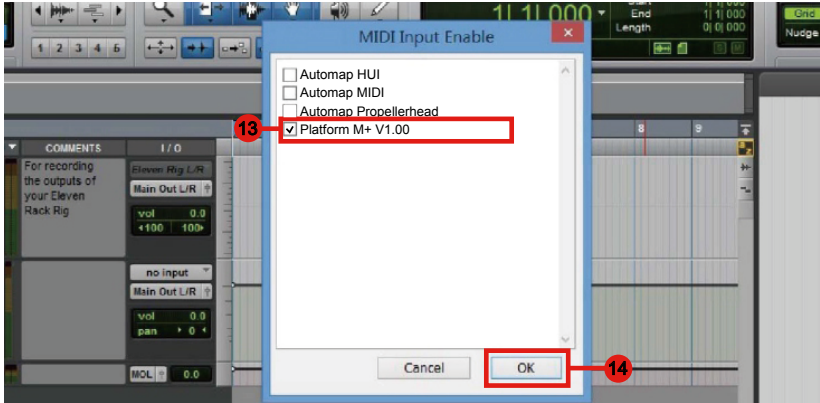 1| 1| 000
End
Length
1| 1| 000
0| 0| 000
Grid
Nudge
1 2 3 4 5
MIDI Input Enable
Automap HUI
Automap MIDI
Automap Propellerhead
13
Platform M+ V1.00
8
9
COMMENTS
I / O
For recording
the outputs of
your Eleven
Rack Rig
Eleven Rig L/R
Main Out L/R
vol 0.0
100 100
no input
Main Out L/R
vol 0.0
pan 0
MOL 0.0
Cancel
OK
14